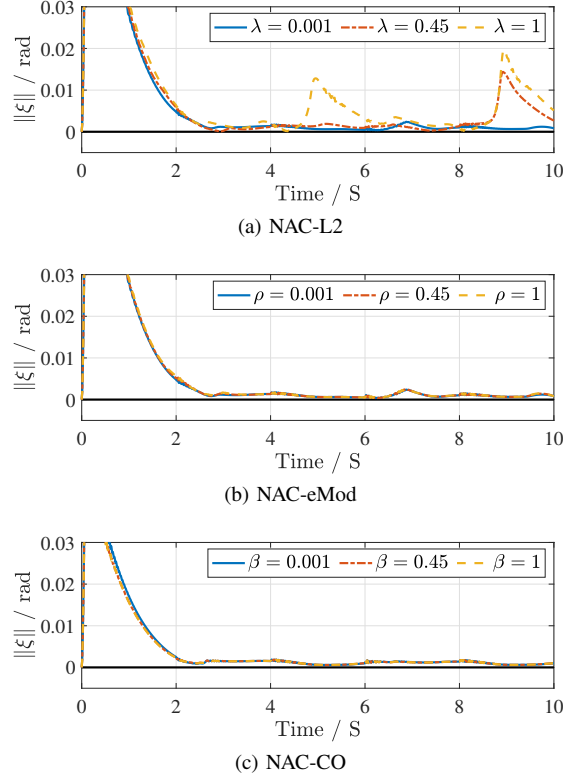 λ = 0.001 λ = 0.45 λ = 1
0.03
0.02
0.01
0
‖ξ‖ / rad
0 2 4 6 8 10
Time / S
(a) NAC-L2
ρ = 0.001 ρ = 0.45 ρ = 1
0.03
0.02
0.01
0
‖ξ‖ / rad
0 2 4 6 8 10
Time / S
(b) NAC-eMod
β = 0.001 β = 0.45 β = 1
0.03
0.02
0.01
0
‖ξ‖ / rad
0 2 4 6 8 10
Time / S
(c) NAC-CO